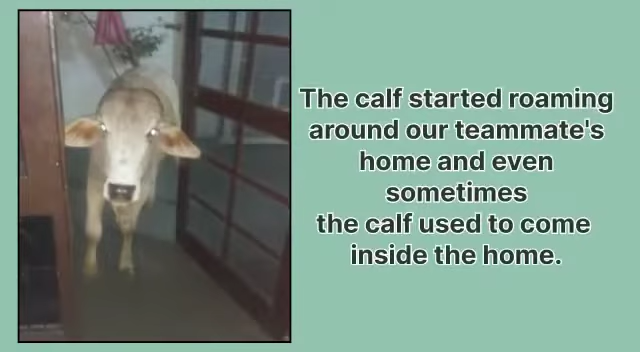 The calf started roaming
around our teammate's
home and even
sometimes
the calf used to come
inside the home.